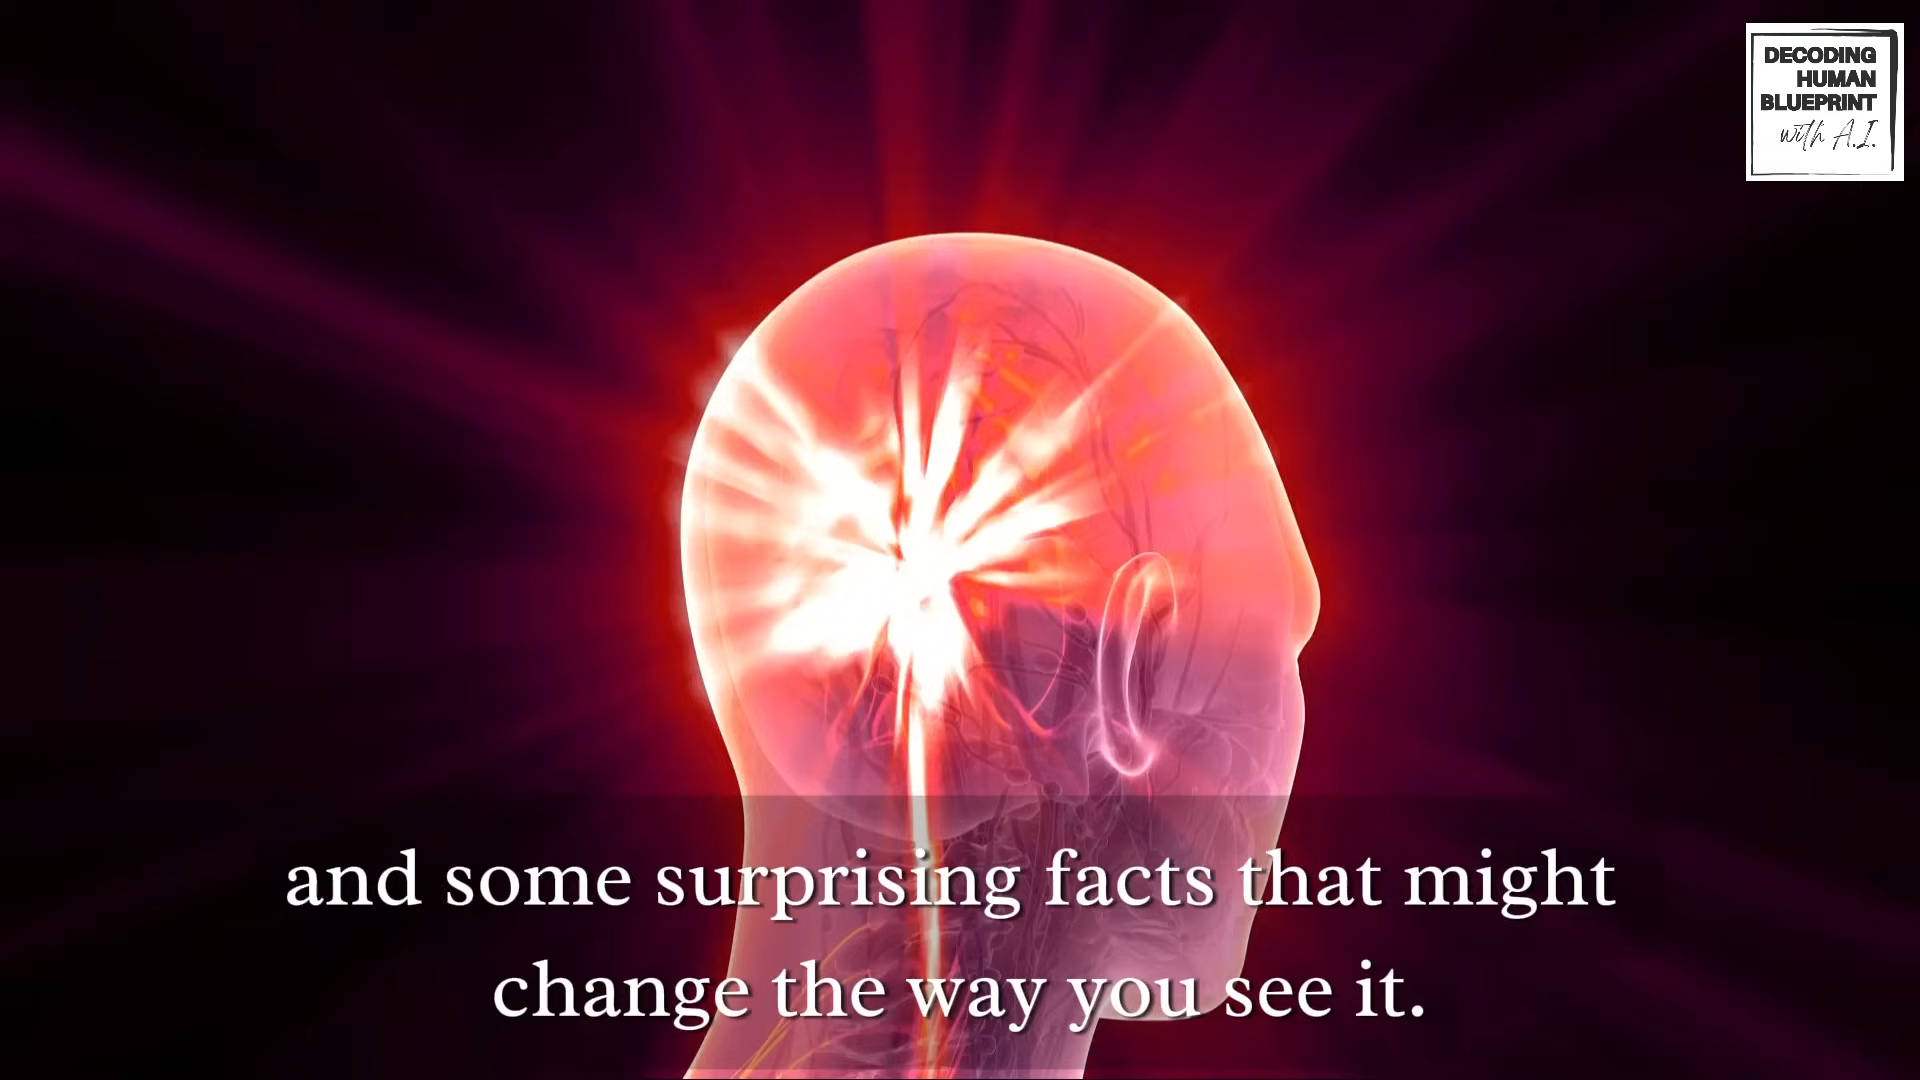 DECODING
HUMAN
BLUEPRINT
with A.I.
and some surprising facts that might
change the way you see it.